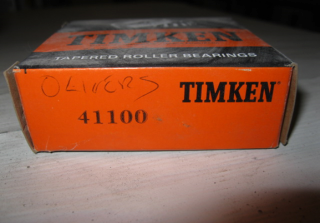 TIMKEN
TAPERED ROLLER BEARINGS
OLIVERS
TIMKEN
41100